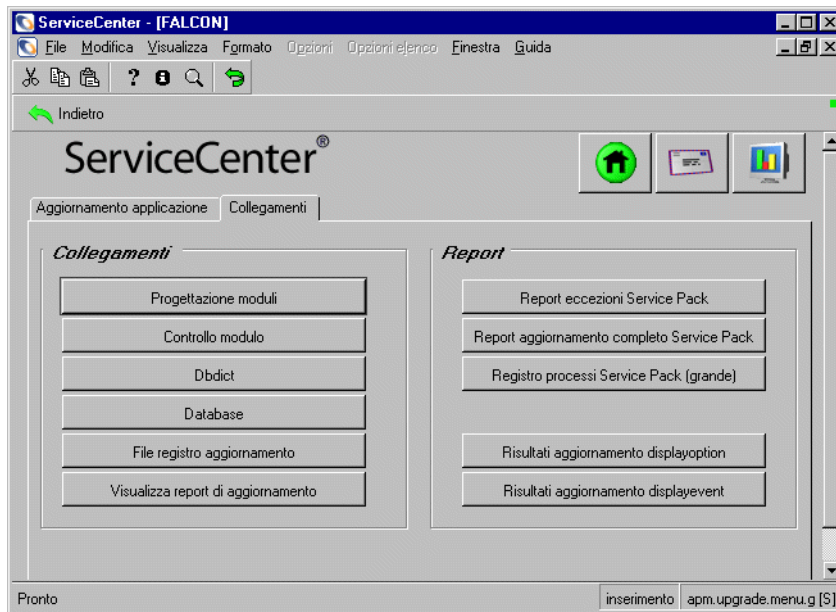 ServiceCenter - [FALCON]
File Modifica Visualizza Formato Opzioni Opzioni elenco Finestra Guida
Indietro
ServiceCenter®
Aggiornamento applicazione Collegamenti
Collegamenti
Progettazione moduli
Controllo modulo
Dbdict
Database
File registro aggiornamento
Visualizza report di aggiornamento
Report
Report eccezioni Service Pack
Report aggiornamento completo Service Pack
Registro processi Service Pack (grande)
Risultati aggiornamento displayoption
Risultati aggiornamento displayevent
Pronto inserimento apm.upgrade.menu.g [S]